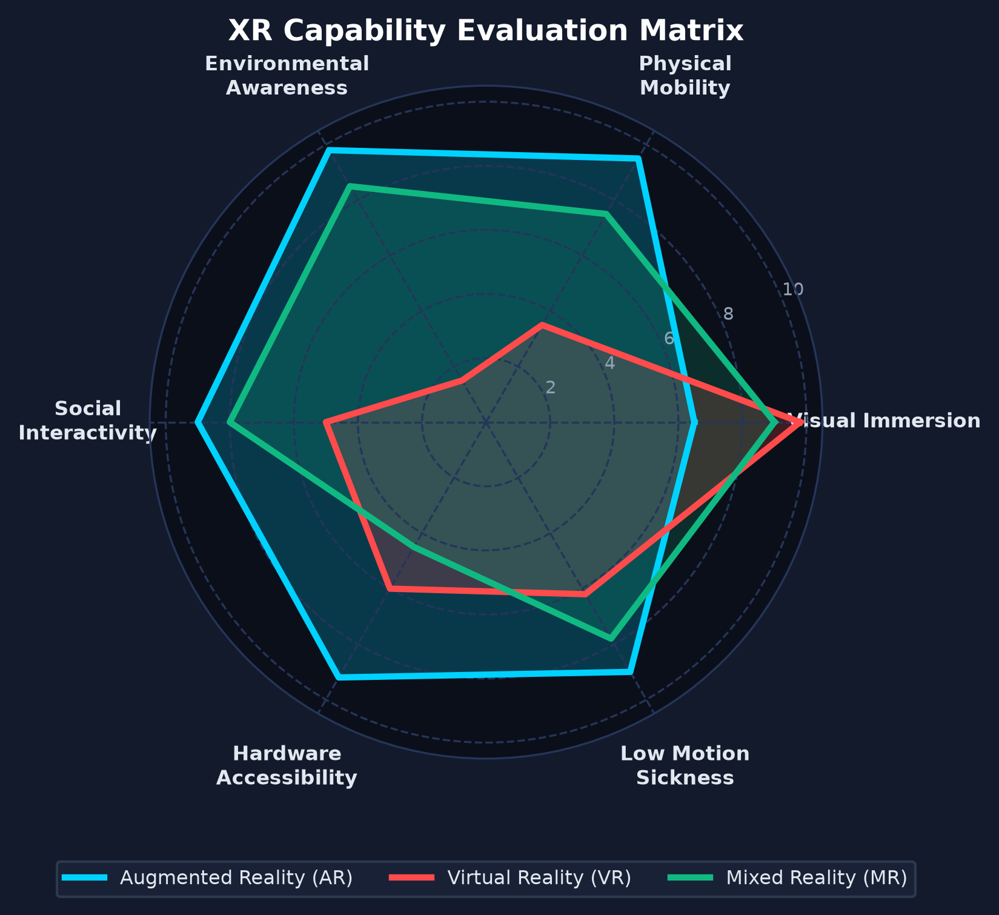 XR Capability Evaluation Matrix
Environmental
Awareness
Physical
Mobility
10
8
6
4
2
Social
Interactivity
Visual Immersion
Hardware
Accessibility
Low Motion
Sickness
Augmented Reality (AR)
Virtual Reality (VR)
Mixed Reality (MR)